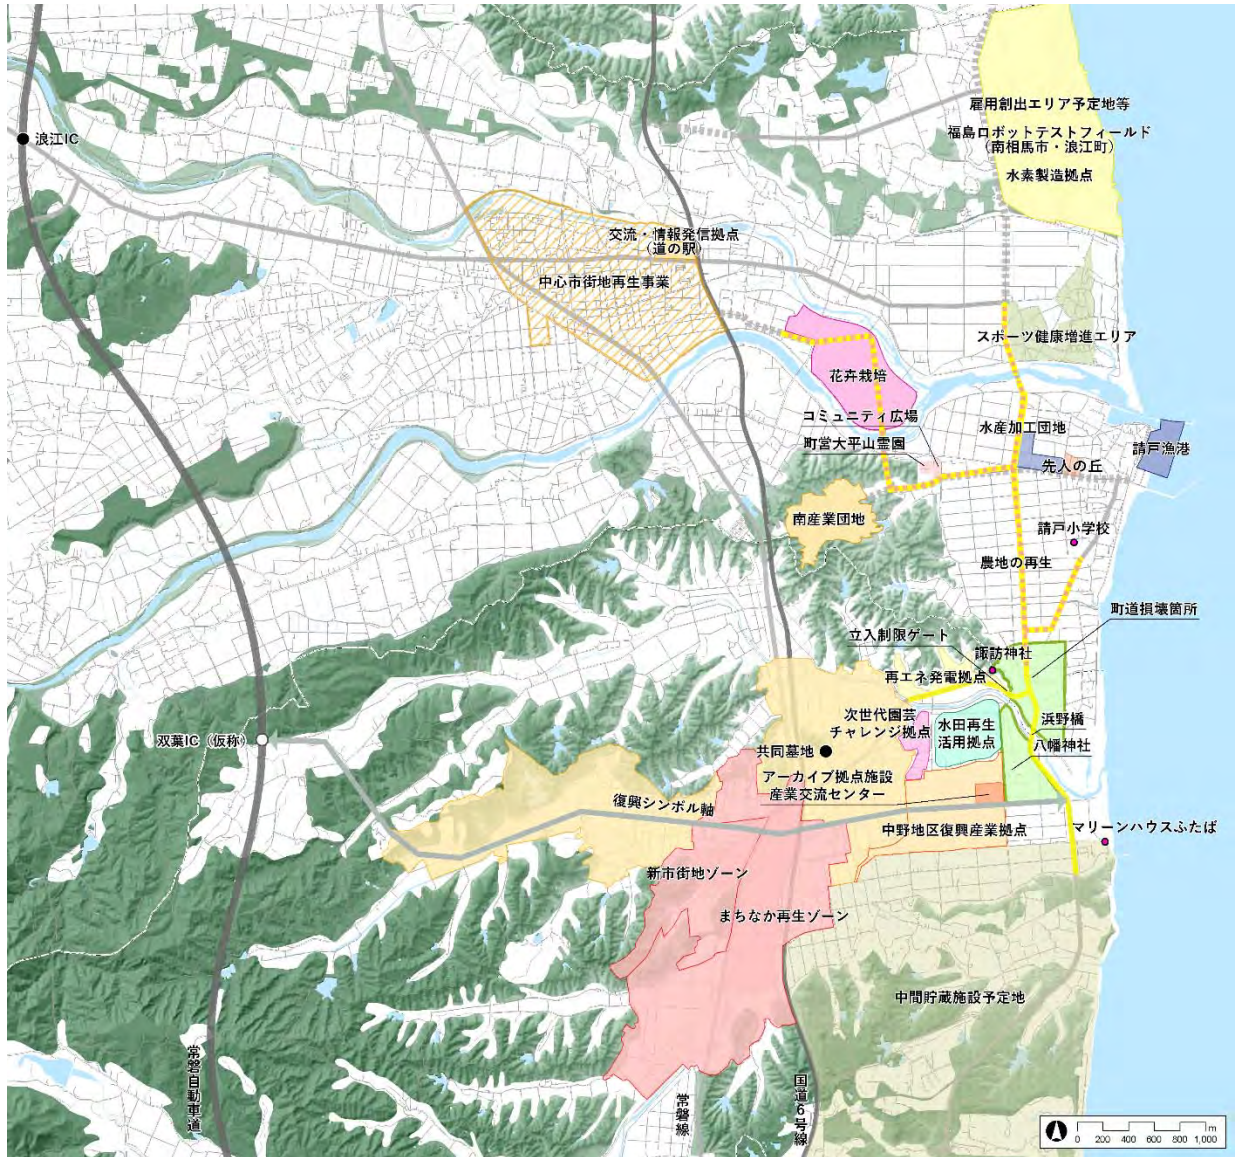 雇用創出エリア予定地等
福島ロボットテストフィールド
(南相馬市・浪江町)
水素製造拠点
浪江IC
交流・情報発信拠点
(道の駅)
中心市街地再生事業
スポーツ健康増進エリア
花卉栽培
コミュニティ広場
町営大平山霊園
水産加工団地
請戸漁港
先人の丘
南産業団地
請戸小学校
農地の再生
町道損壊箇所
立入制限ゲート
諏訪神社
再エネ発電拠点
次世代園芸
チャレンジ拠点
水田再生
活用拠点
浜野橋
八幡神社
双葉IC(仮称)
共同墓地
アーカイブ拠点施設
産業交流センター
復興シンボル軸
中野地区復興産業拠点
マリーンハウスふたば
新市街地ゾーン
まちなか再生ゾーン
中間貯蔵施設予定地
常磐自動車道
常磐線
国道6号線
0 200 400 600 800 1,000 m